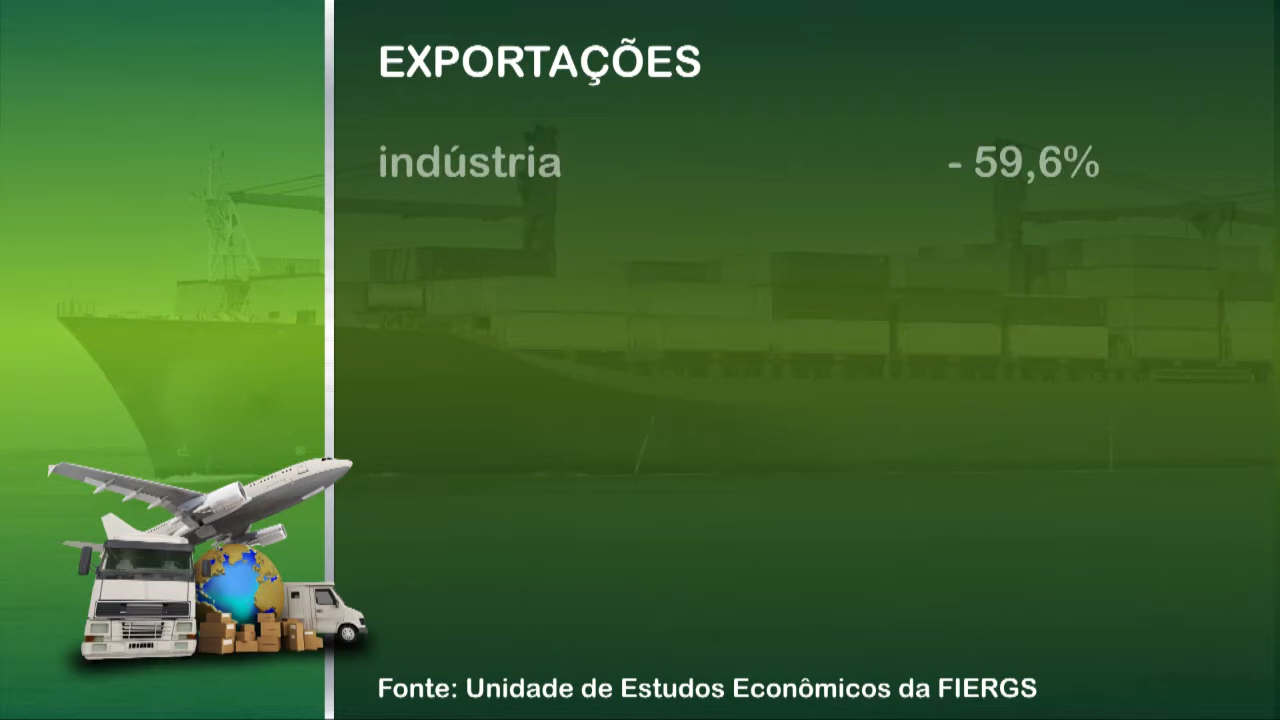 EXPORTAÇÕES
indústria - 59,6%
Fonte: Unidade de Estudos Econômicos da FIERGS